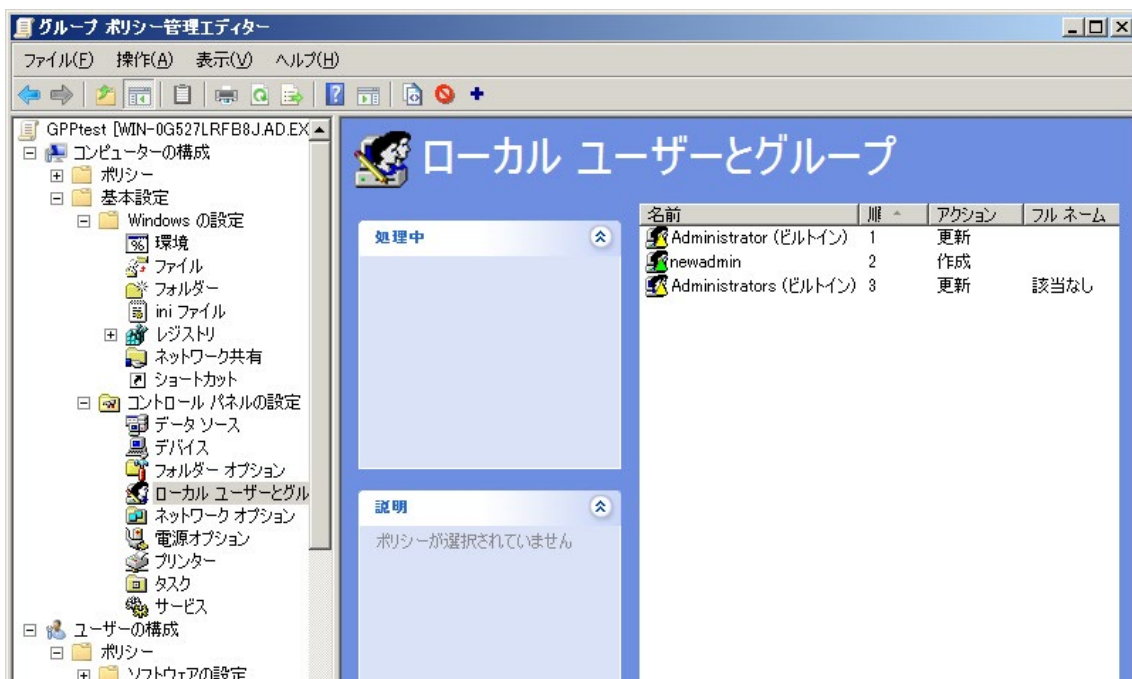 グループ ポリシー管理エディター
ファイル(F) 操作(A) 表示(V) ヘルプ(H)
GPPtest [WIN-0G527LRFB8J.AD.EX
コンピューターの構成
ポリシー
基本設定
Windows の設定
環境
ファイル
フォルダー
ini ファイル
レジストリ
ネットワーク共有
ショートカット
コントロール パネルの設定
データ ソース
デバイス
フォルダー オプション
ローカル ユーザーとグル
ネットワーク オプション
電源オプション
プリンター
タスク
サービス
ユーザーの構成
ポリシー
ソフトウェアの設定
ローカル ユーザーとグループ
処理中
説明
ポリシーが選択されていません
名前 順 アクション フル ネーム
Administrator (ビルトイン) 1 更新
newadmin 2 作成
Administrators (ビルトイン) 3 更新 該当なし